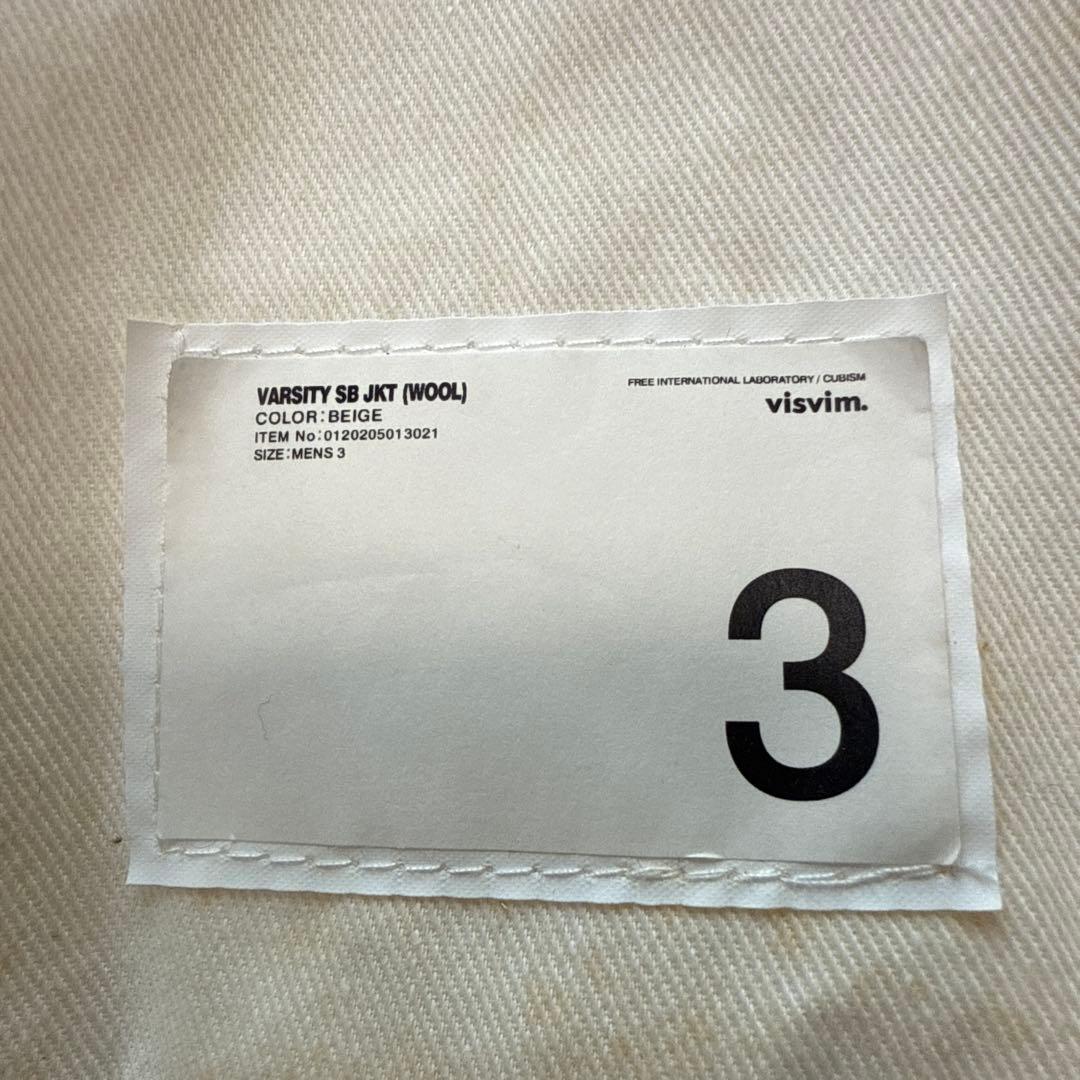 VARSITY SB JKT (WOOL)
COLOR:BEIGE
ITEM No:0120205013021
SIZE:MENS 3
FREE INTERNATIONAL LABORATORY / CUBISM
visvim.
3